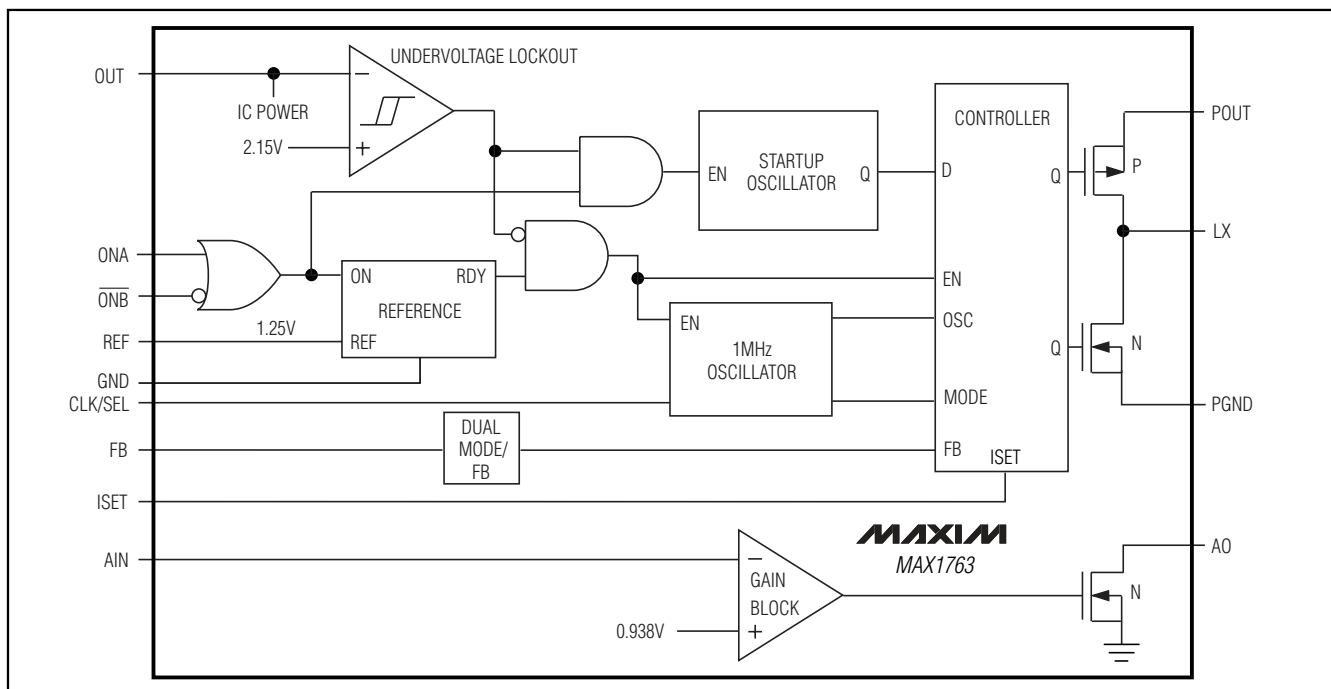 UNDERVOLTAGE LOCKOUT
OUT
−
IC POWER
2.15V
+
EN
STARTUP
OSCILLATOR
Q
CONTROLLER
D
Q
P
POUT
LX
ONA
ONB
ON
RDY
REFERENCE
1.25V
REF
REF
GND
CLK/SEL
EN
1MHz
OSCILLATOR
EN
OSC
MODE
Q
N
PGND
FB
DUAL
MODE/
FB
FB
ISET
ISET
AIN
−
GAIN
BLOCK
0.938V
+
MAXIM
MAX1763
N
AO